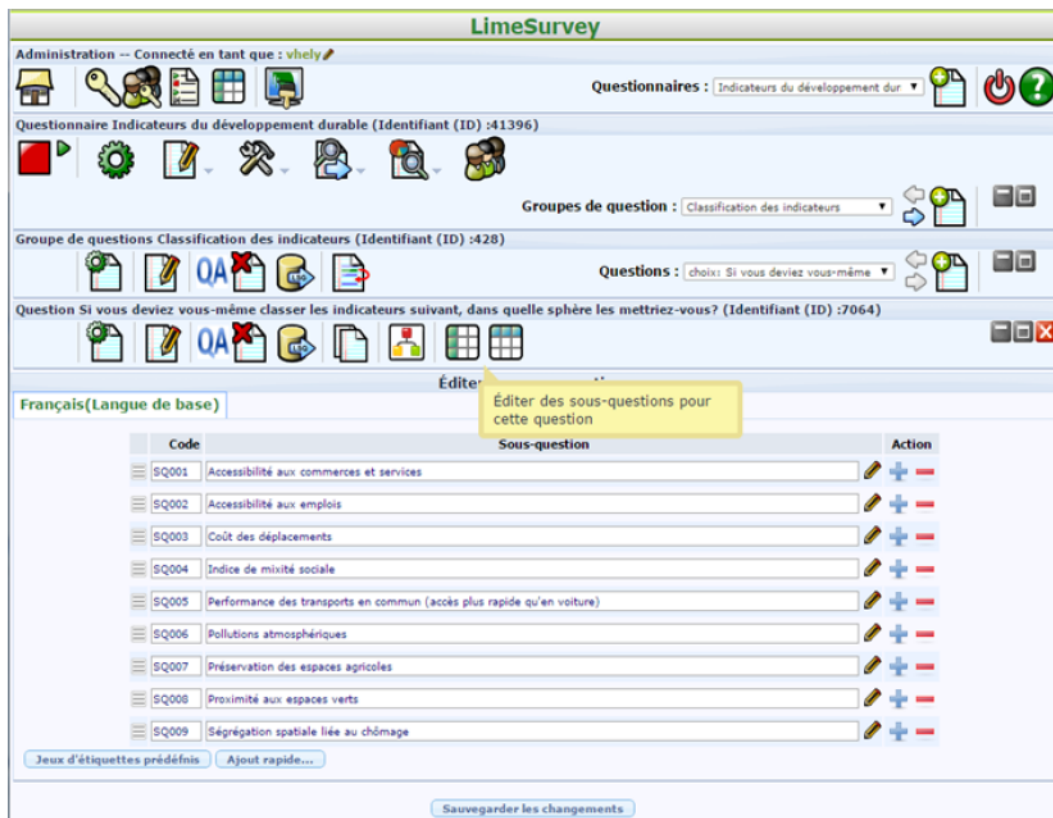 LimeSurvey
Administration -- Connecté en tant que : vhely
Questionnaires : Indicateurs du développement dur
Questionnaire Indicateurs du développement durable (Identifiant (ID) :41396)
Groupes de question : Classification des indicateurs
Groupe de questions Classification des indicateurs (Identifiant (ID) :428)
QA
Questions : choix: Si vous deviez vous-même
Question Si vous deviez vous-même classer les indicateurs suivant, dans quelle sphère les mettriez-vous? (Identifiant (ID) :7064)
QA
Éditer
Éditer des sous-questions pour
cette question
Français(Langue de base)
Code Sous-question Action
SQ001 Accessibilité aux commerces et services
SQ002 Accessibilité aux emplois
SQ003 Coût des déplacements
SQ004 Indice de mixité sociale
SQ005 Performance des transports en commun (accès plus rapide qu'en voiture)
SQ006 Pollutions atmosphériques
SQ007 Préservation des espaces agricoles
SQ008 Proximité aux espaces verts
SQ009 Ségrégation spatiale liée au chômage
Jeux d'étiquettes prédéfnis Ajout rapide...
Sauvegarder les changements